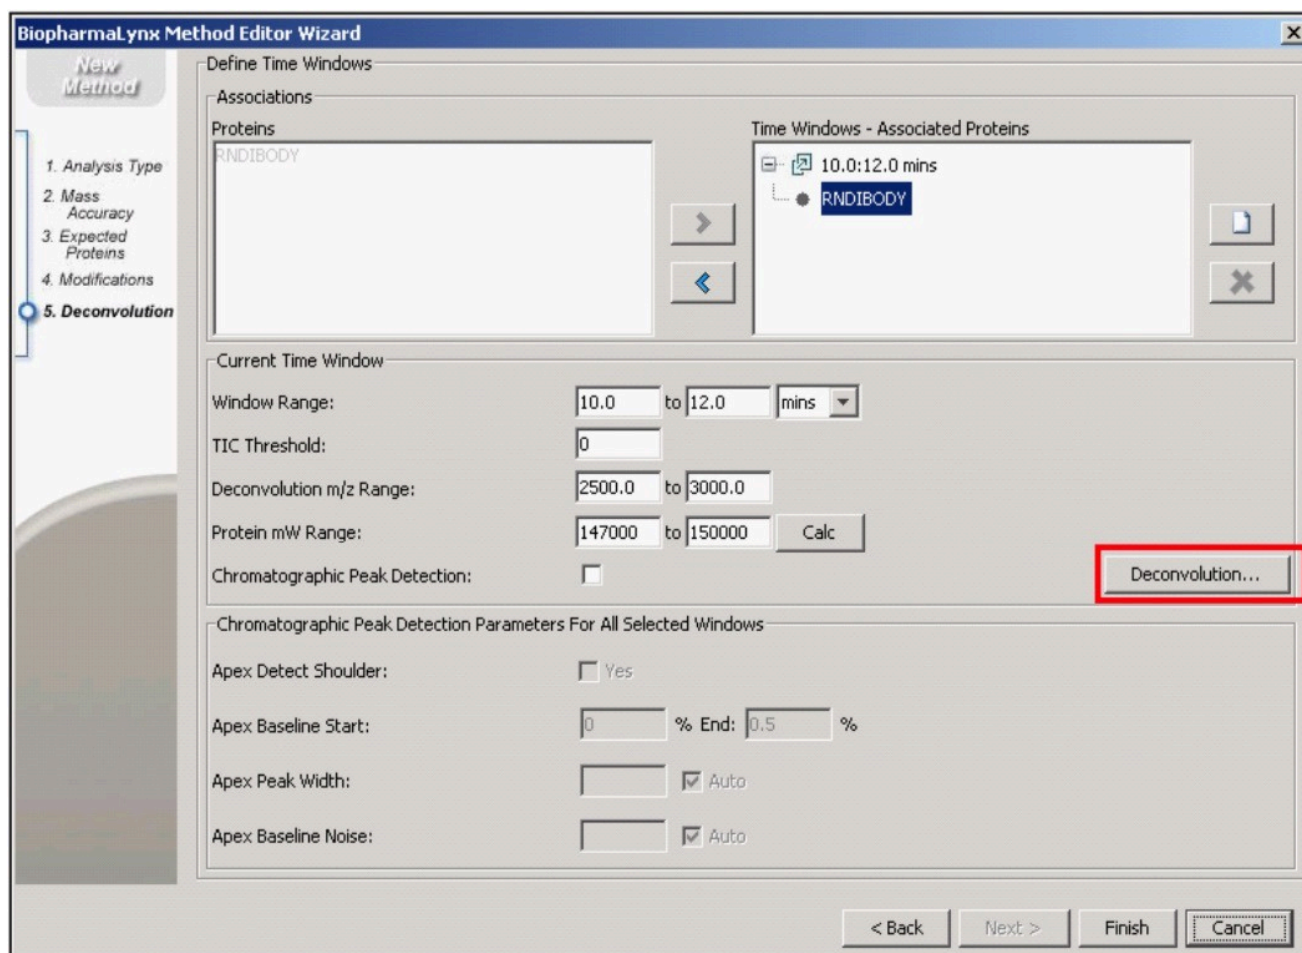 BiopharmaLynx Method Editor Wizard
New
Method
1. Analysis Type
2. Mass
Accuracy
3. Expected
Proteins
4. Modifications
5. Deconvolution
Define Time Windows
Associations
Proteins
RNDIBODY
Time Windows - Associated Proteins
10.0:12.0 mins
RNDIBODY
Current Time Window
Window Range: 10.0 to 12.0 mins
TIC Threshold: 0
Deconvolution m/z Range: 2500.0 to 3000.0
Protein mW Range: 147000 to 150000 Calc
Chromatographic Peak Detection:
Deconvolution...
Chromatographic Peak Detection Parameters For All Selected Windows
Apex Detect Shoulder: Yes
Apex Baseline Start: 0 % End: 0.5 %
Apex Peak Width: Auto
Apex Baseline Noise: Auto
< Back Next > Finish Cancel